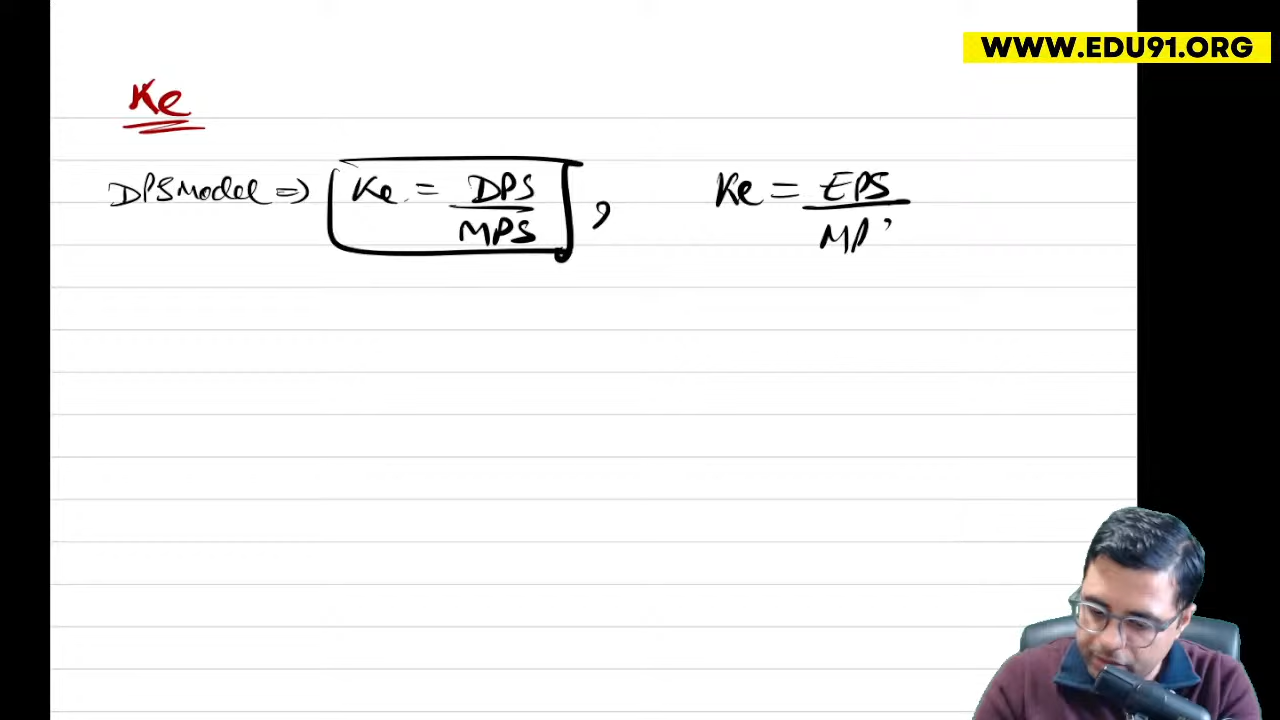 WWW.EDU91.ORG
Ke
DPS Model => Ke = DPS / MPS , Ke = EPS / MP